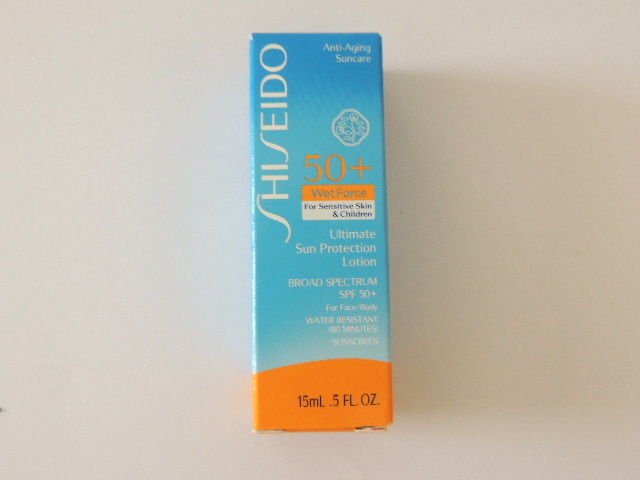 SHISEIDO
Anti-Aging
Suncare
50+
WetForce
For Sensitive Skin
& Children
Ultimate
Sun Protection
Lotion
BROAD SPECTRUM
SPF 50+
For Face/Body
WATER RESISTANT
(80 MINUTES)
SUNSCREEN
15mL .5 FL. OZ.